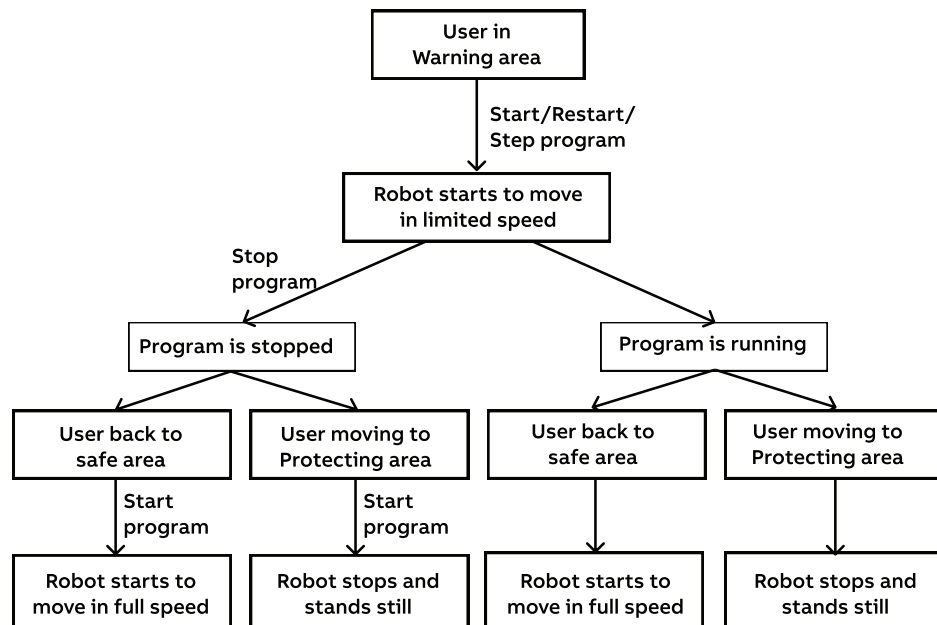 User in
Warning area
Start/Restart/
Step program
Robot starts to move
in limited speed
Stop
program
Program is stopped
Program is running
User back to
safe area
User moving to
Protecting area
User back to
safe area
User moving to
Protecting area
Start
program
Start
program
Robot starts to
move in full speed
Robot stops and
stands still
Robot starts to
move in full speed
Robot stops and
stands still